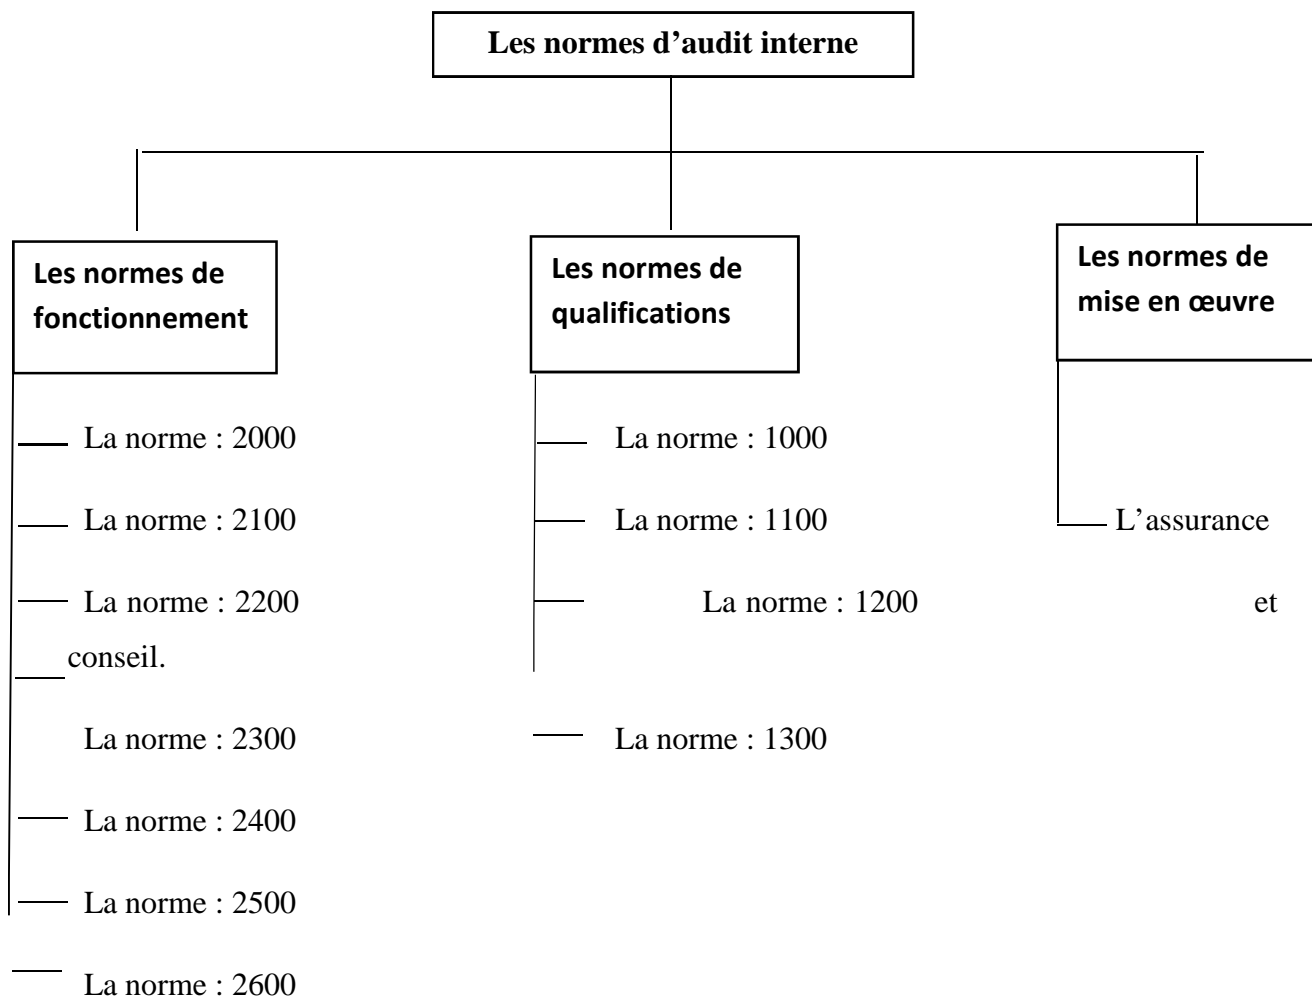 Les normes d’audit interne
Les normes de
fonctionnement
Les normes de
qualifications
Les normes de
mise en œuvre
La norme : 2000 La norme : 1000
La norme : 2100 La norme : 1100 L’assurance
La norme : 2200 La norme : 1200 et
conseil.
La norme : 2300 La norme : 1300
La norme : 2400
La norme : 2500
La norme : 2600